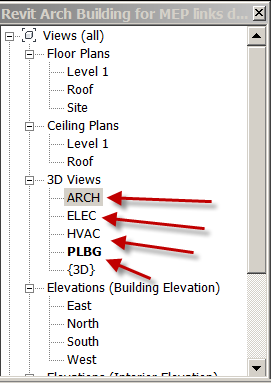 Revit Arch Building for MEP links d...
Views (all)
Floor Plans
Level 1
Roof
Site
Ceiling Plans
Level 1
Roof
3D Views
ARCH
ELEC
HVAC
PLBG
{3D}
Elevations (Building Elevation)
East
North
South
West
Elevations (Interior Elevation)